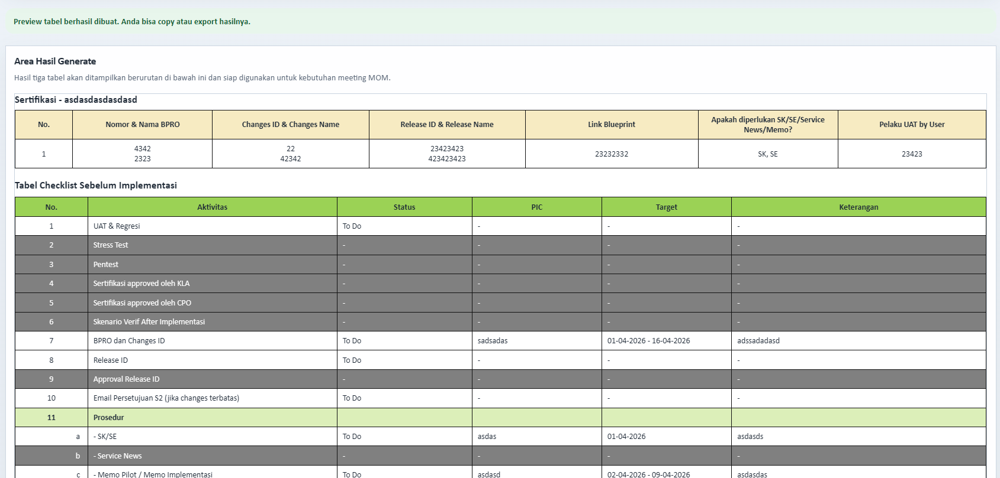 Preview tabel berhasil dibuat. Anda bisa copy atau export hasilnya.
Area Hasil Generate
Hasil tiga tabel akan ditampilkan berurutan di bawah ini dan siap digunakan untuk kebutuhan meeting MOM.
Sertifikasi - asdasdasdasdasd
No. Nomor & Nama BPRO Changes ID & Changes Name Release ID & Release Name Link Blueprint Apakah diperlukan SK/SE/Service News/Memo? Pelaku UAT by User
1 4342 2323 22 42342 23423423 423423423 23232332 SK, SE 23423
Tabel Checklist Sebelum Implementasi
No. Aktivitas Status PIC Target Keterangan
1 UAT & Regresi To Do - - -
2 Stress Test - - - -
3 Pentest - - - -
4 Sertifikasi approved oleh KLA - - - -
5 Sertifikasi approved oleh CPO - - - -
6 Skenario Verif After Implementasi - - - -
7 BPRO dan Changes ID To Do sadsadas 01-04-2026 - 16-04-2026 adssadadasd
8 Release ID To Do - - -
9 Approval Release ID - - - -
10 Email Persetujuan S2 (jika changes terbatas) To Do - - -
11 Prosedur
a - SK/SE To Do asdas 01-04-2026 asdasds
b - Service News - - - -
c - Memo Pilot / Memo Implementasi To Do asdasd 02-04-2026 - 09-04-2026 asdasdas